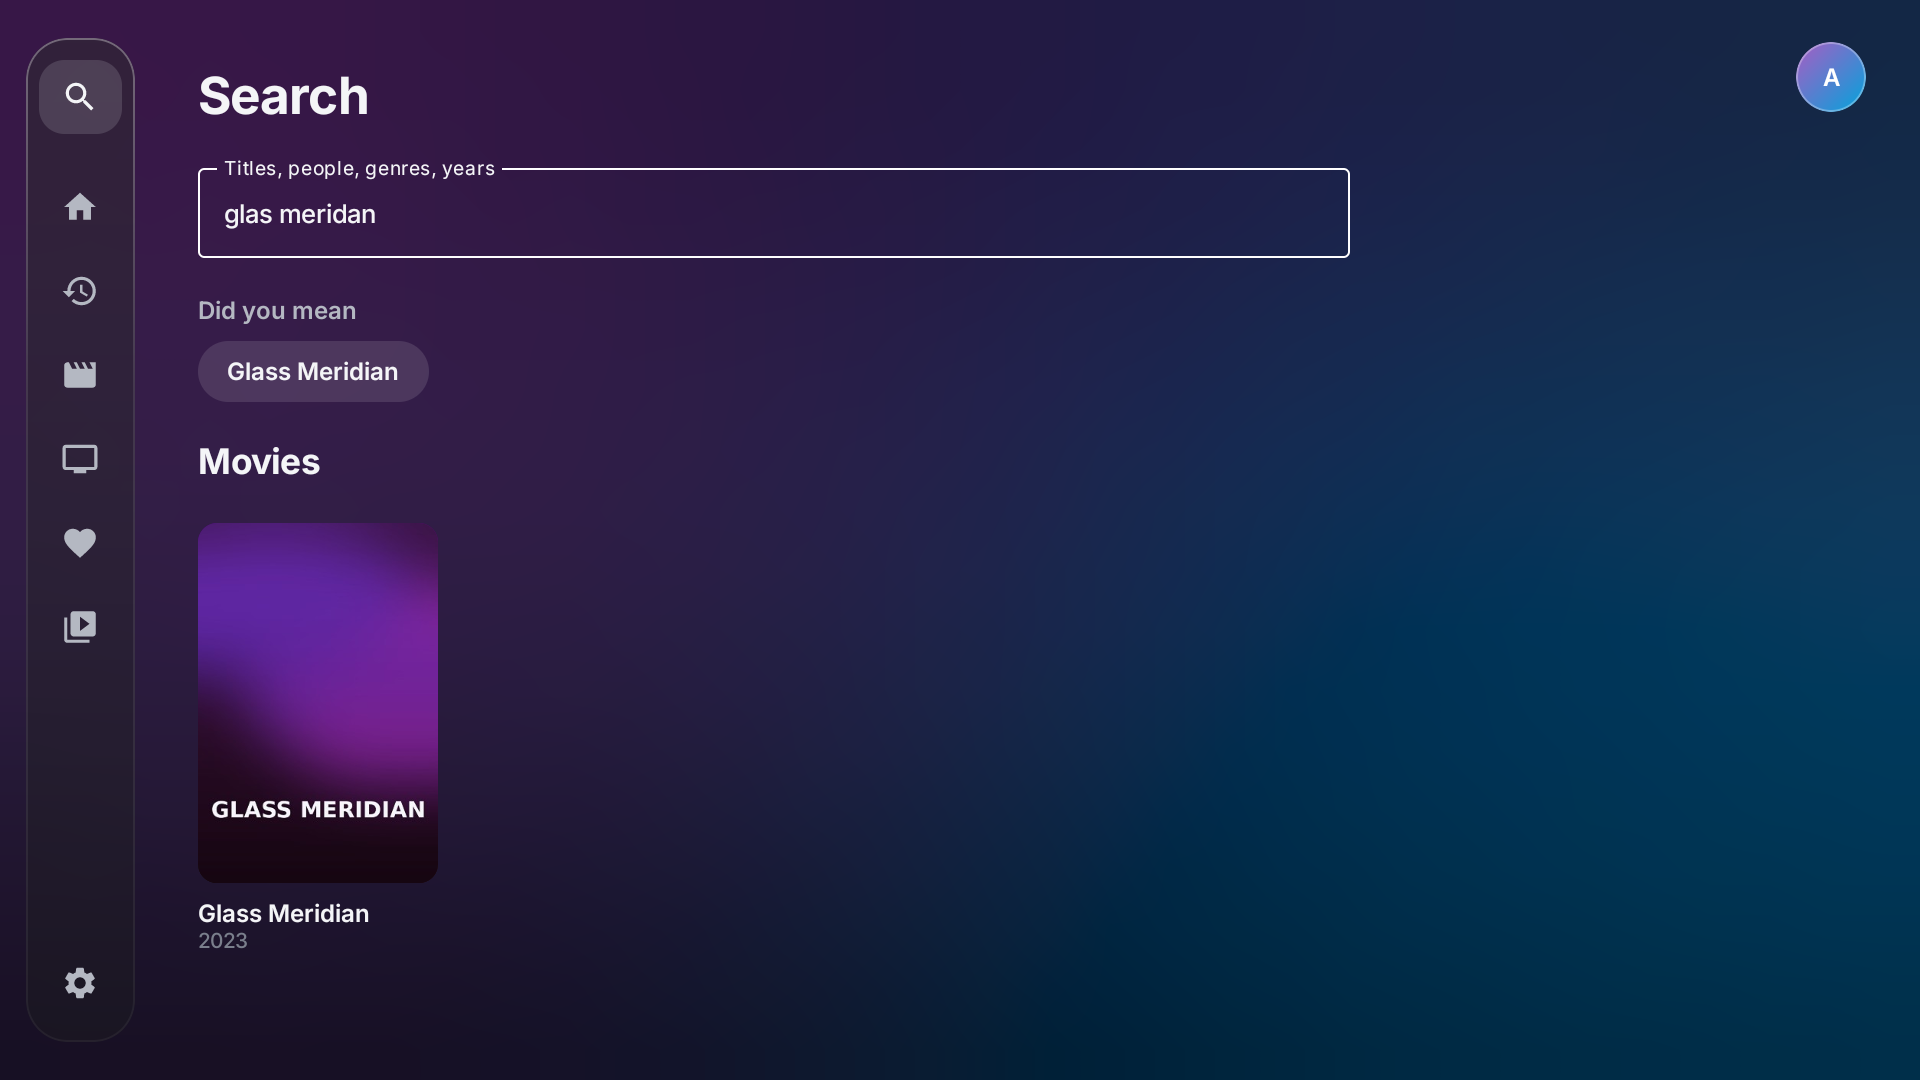 Search
A
Titles, people, genres, years
glas meridan
Did you mean
Glass Meridian
Movies
GLASS MERIDIAN
Glass Meridian
2023